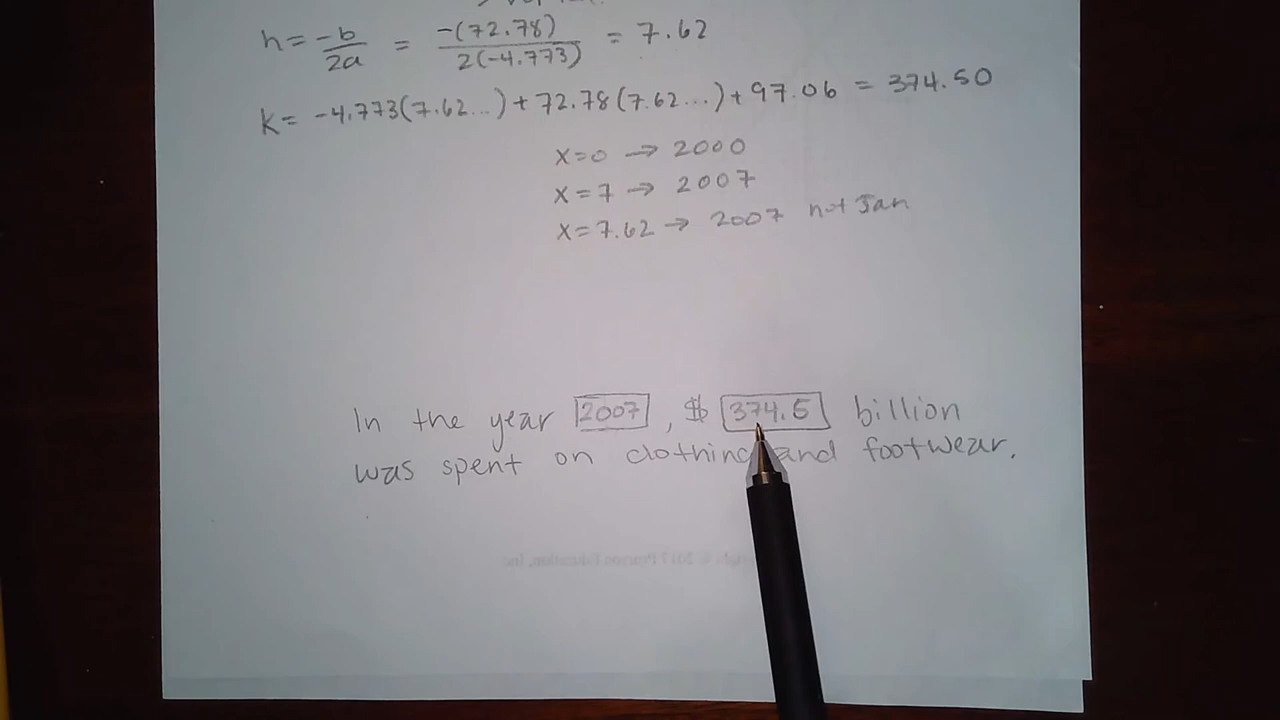 h = -b/2a = -(72.78)/2(-4.773) = 7.62
k = -4.773(7.62...) + 72.78(7.62...) + 97.06 = 374.50
x=0 → 2000
x=7 → 2007
x=7.62 → 2007 not Jan
In the year 2007, $ 374.5 billion
was spent on clothing and footwear.